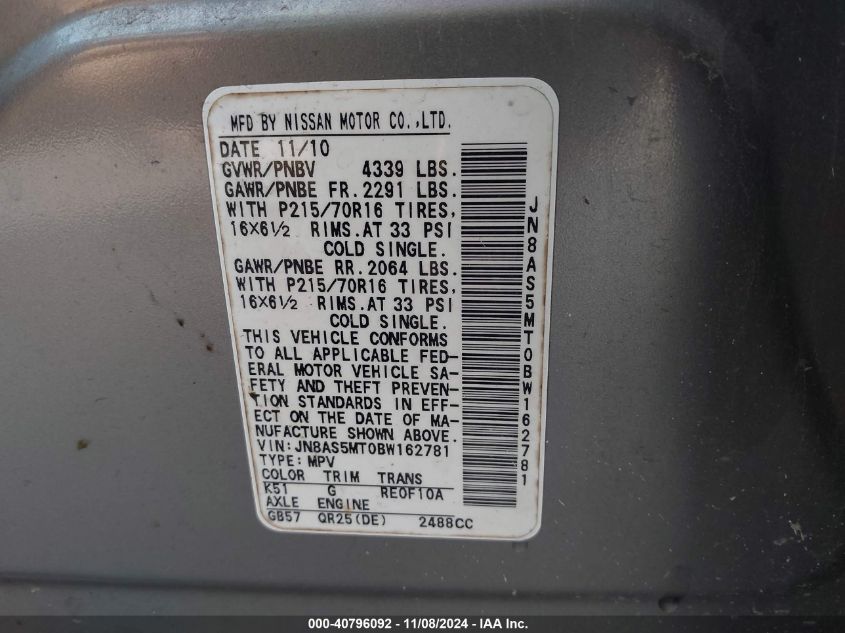 MFD BY NISSAN MOTOR CO.,LTD.
DATE 11/10
GVWR/PNBV 4339 LBS.
GAWR/PNBE FR.2291 LBS.
WITH P215/70R16 TIRES,
16X6½ RIMS.AT 33 PSI
COLD SINGLE.
GAWR/PNBE RR.2064 LBS.
WITH P215/70R16 TIRES,
16X6½ RIMS.AT 33 PSI
COLD SINGLE.
THIS VEHICLE CONFORMS
TO ALL APPLICABLE FED-
ERAL MOTOR VEHICLE SA-
FETY AND THEFT PREVEN-
TION STANDARDS IN EFF-
ECT ON THE DATE OF MA-
NUFACTURE SHOWN ABOVE.
VIN:JN8AS5MT0BW162781
TYPE:MPV
COLOR TRIM TRANS
K51 G RE0F10A
AXLE ENGINE
GB57 QR25(DE) 2488CC
JN8AS5MT0BW162781
000-40796092 - 11/08/2024 - IAA Inc.